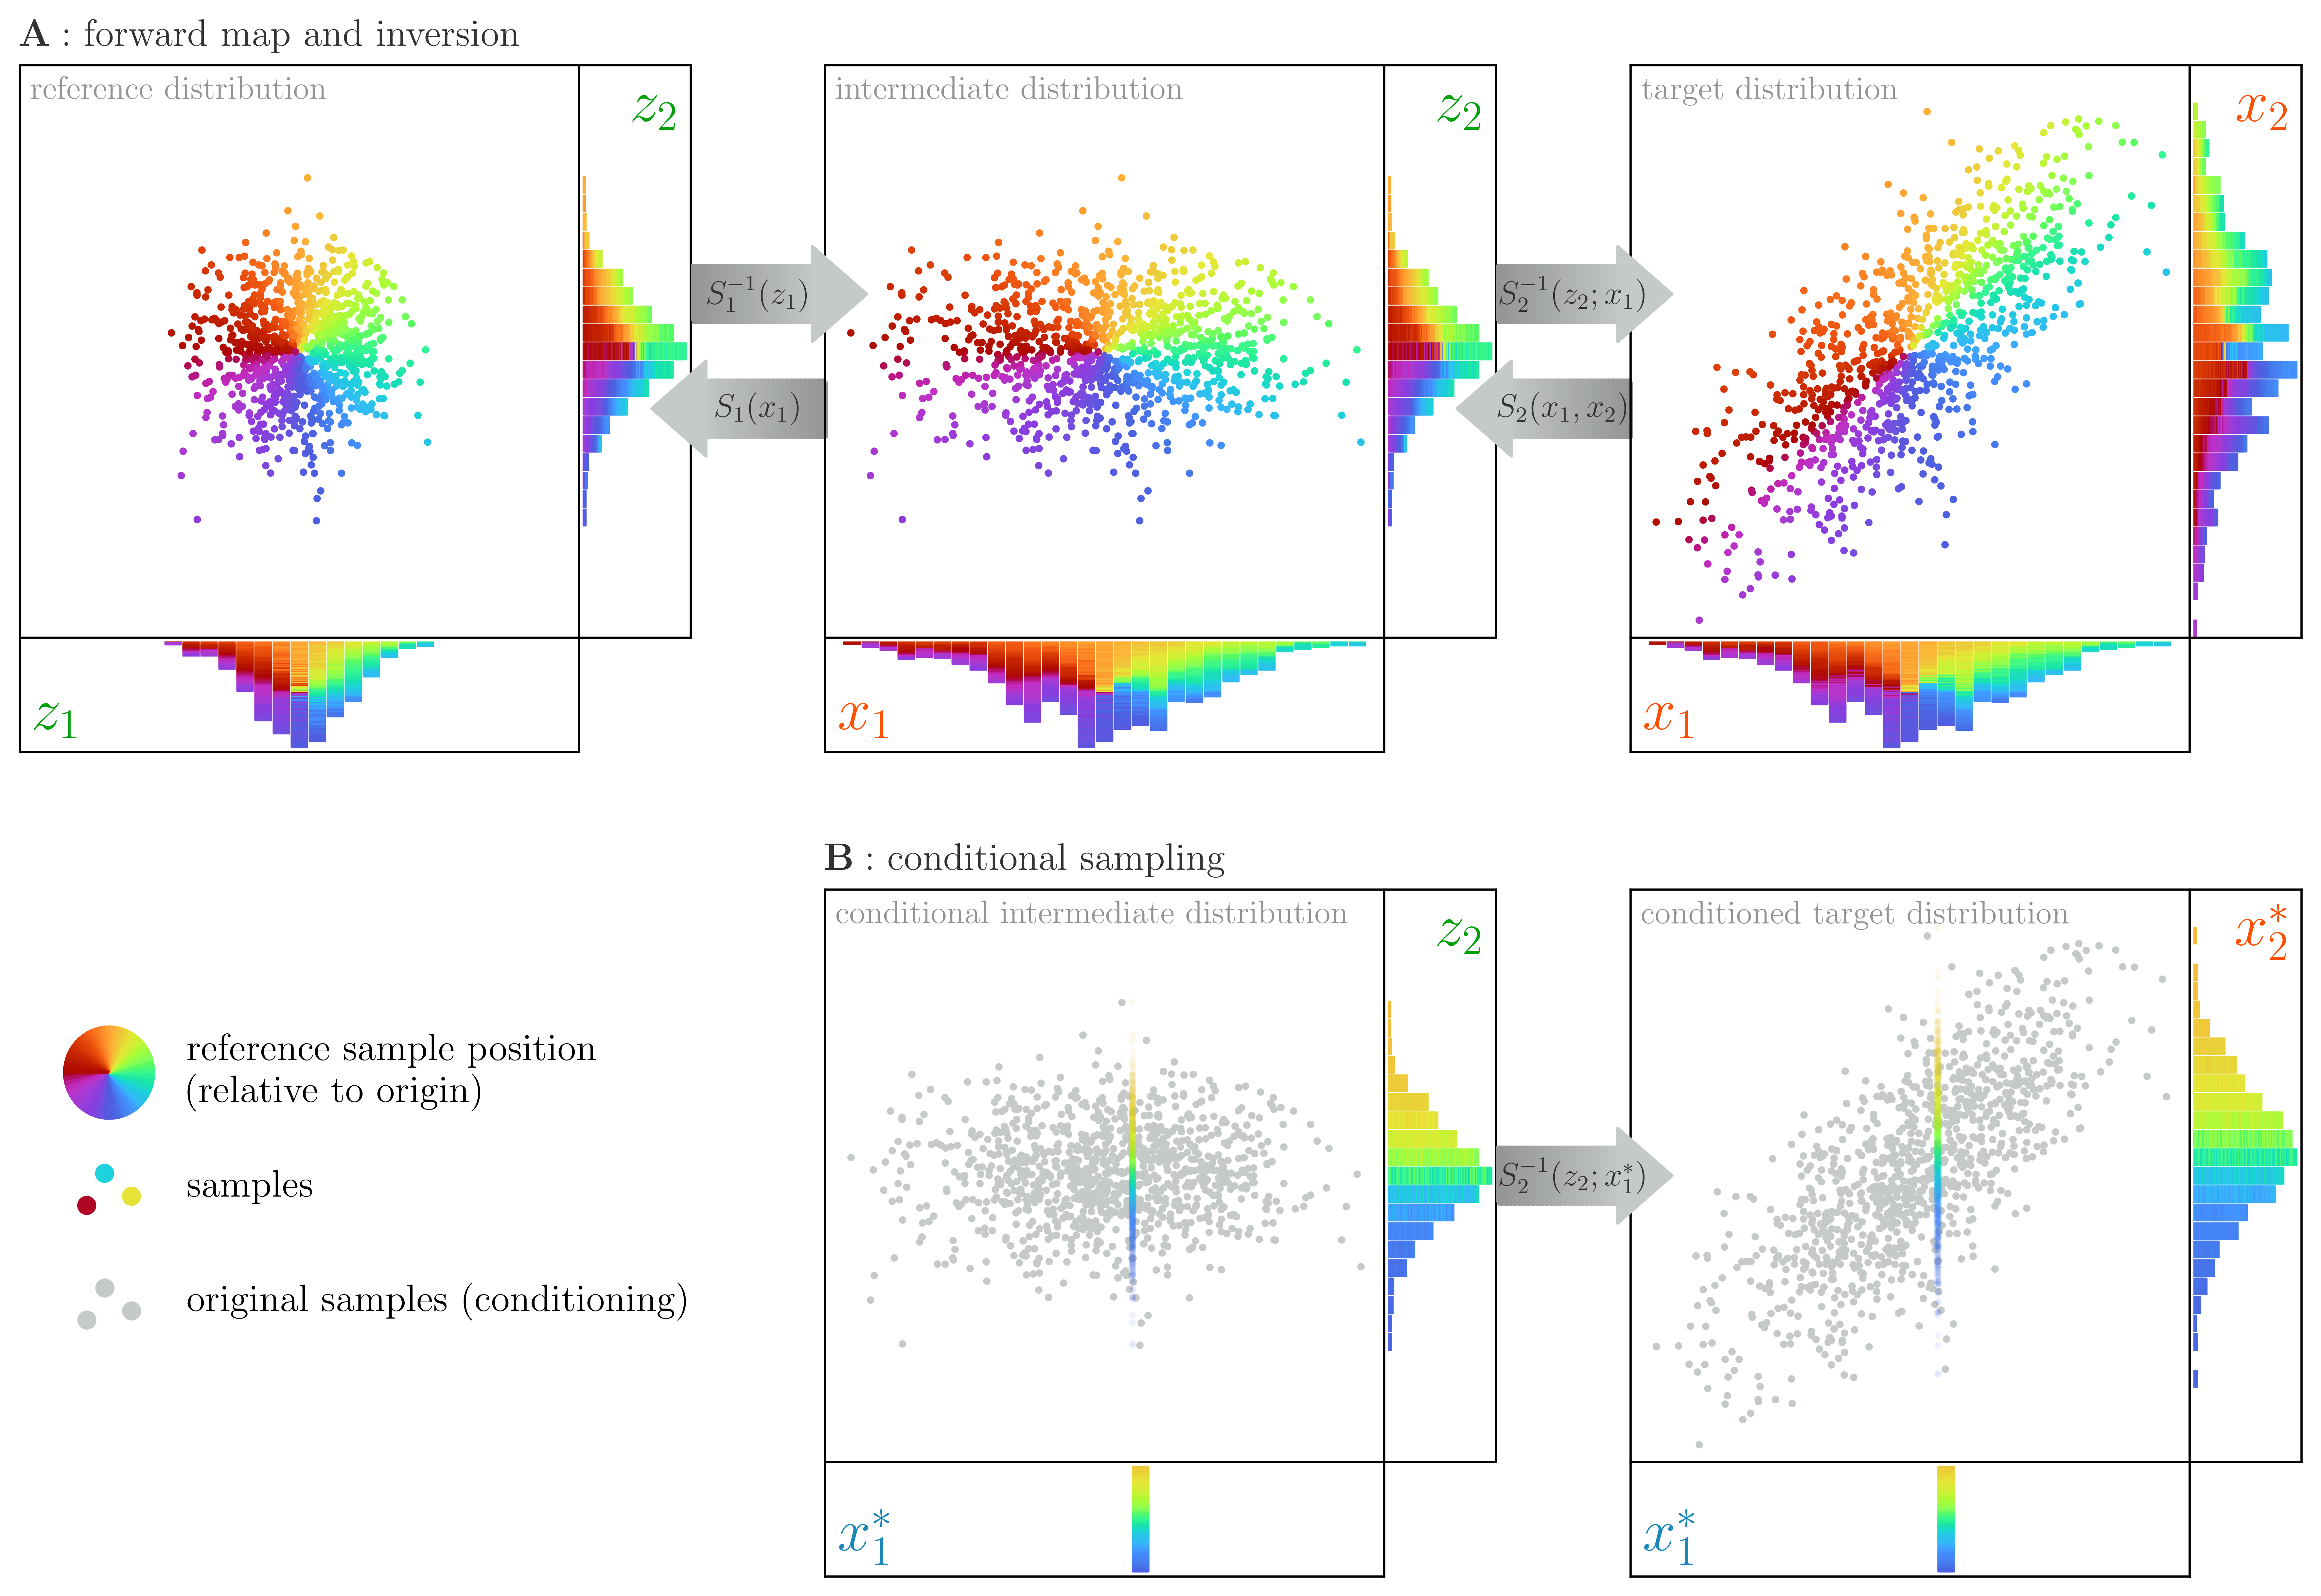 A : forward map and inversion
reference distribution
z₂
z₁
S₁⁻¹(z₁)
S₁(x₁)
intermediate distribution
z₂
x₁
S₂⁻¹(z₂; x₁)
S₂(x₁, x₂)
target distribution
x₂
x₁
B : conditional sampling
reference sample position
(relative to origin)
samples
original samples (conditioning)
conditional intermediate distribution
z₂
x₁*
S₂⁻¹(z₂; x₁*)
conditioned target distribution
x₂*
x₁*